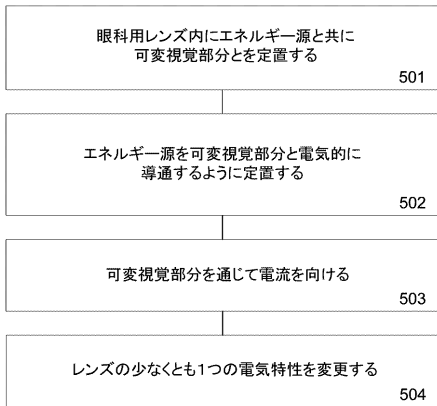 眼科用レンズ内にエネルギー源と共に
可変視覚部分とを定置する
501
エネルギー源を可変視覚部分と電気的に
導通するように定置する
502
可変視覚部分を通じて電流を向ける
503
レンズの少なくとも1つの電気特性を変更する
504